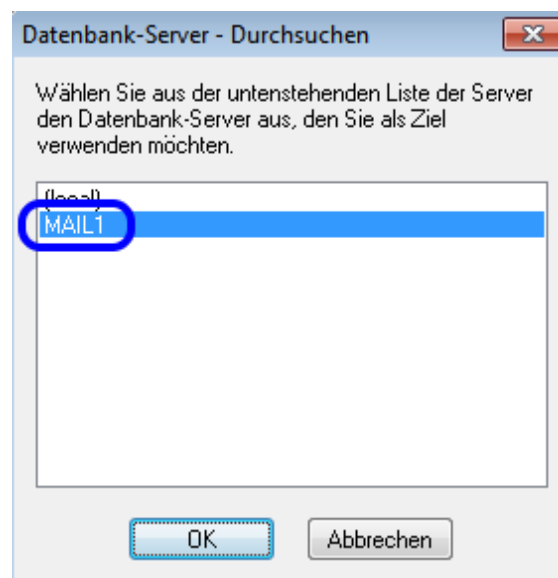 Datenbank-Server - Durchsuchen
Wählen Sie aus der untenstehenden Liste der Server
den Datenbank-Server aus, den Sie als Ziel
verwenden möchten.
(local)
MAIL1
OK Abbrechen